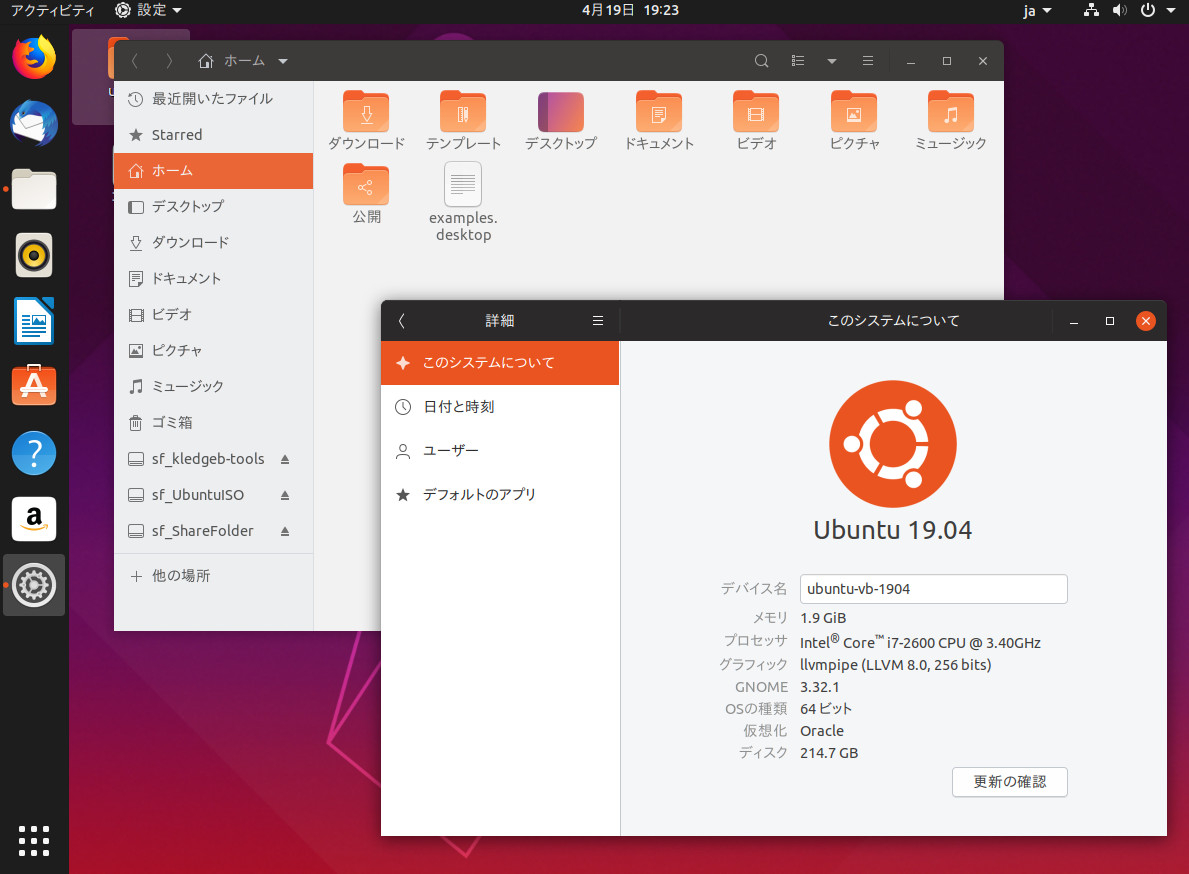 アクティビティ 設定 4月19日 19:23 ja
ホーム
最近開いたファイル
Starred
ホーム
デスクトップ
ダウンロード
ドキュメント
ビデオ
ピクチャ
ミュージック
ゴミ箱
sf_kledgeb-tools
sf_UbuntuISO
sf_ShareFolder
他の場所
ダウンロード テンプレート デスクトップ ドキュメント ビデオ ピクチャ ミュージック
公開 examples.
desktop
詳細 このシステムについて
このシステムについて
日付と時刻
ユーザー
デフォルトのアプリ
Ubuntu 19.04
デバイス名 ubuntu-vb-1904
メモリ 1.9 GiB
プロセッサ Intel® Core™ i7-2600 CPU @ 3.40GHz
グラフィック llvmpipe (LLVM 8.0, 256 bits)
GNOME 3.32.1
OSの種類 64 ビット
仮想化 Oracle
ディスク 214.7 GB
更新の確認